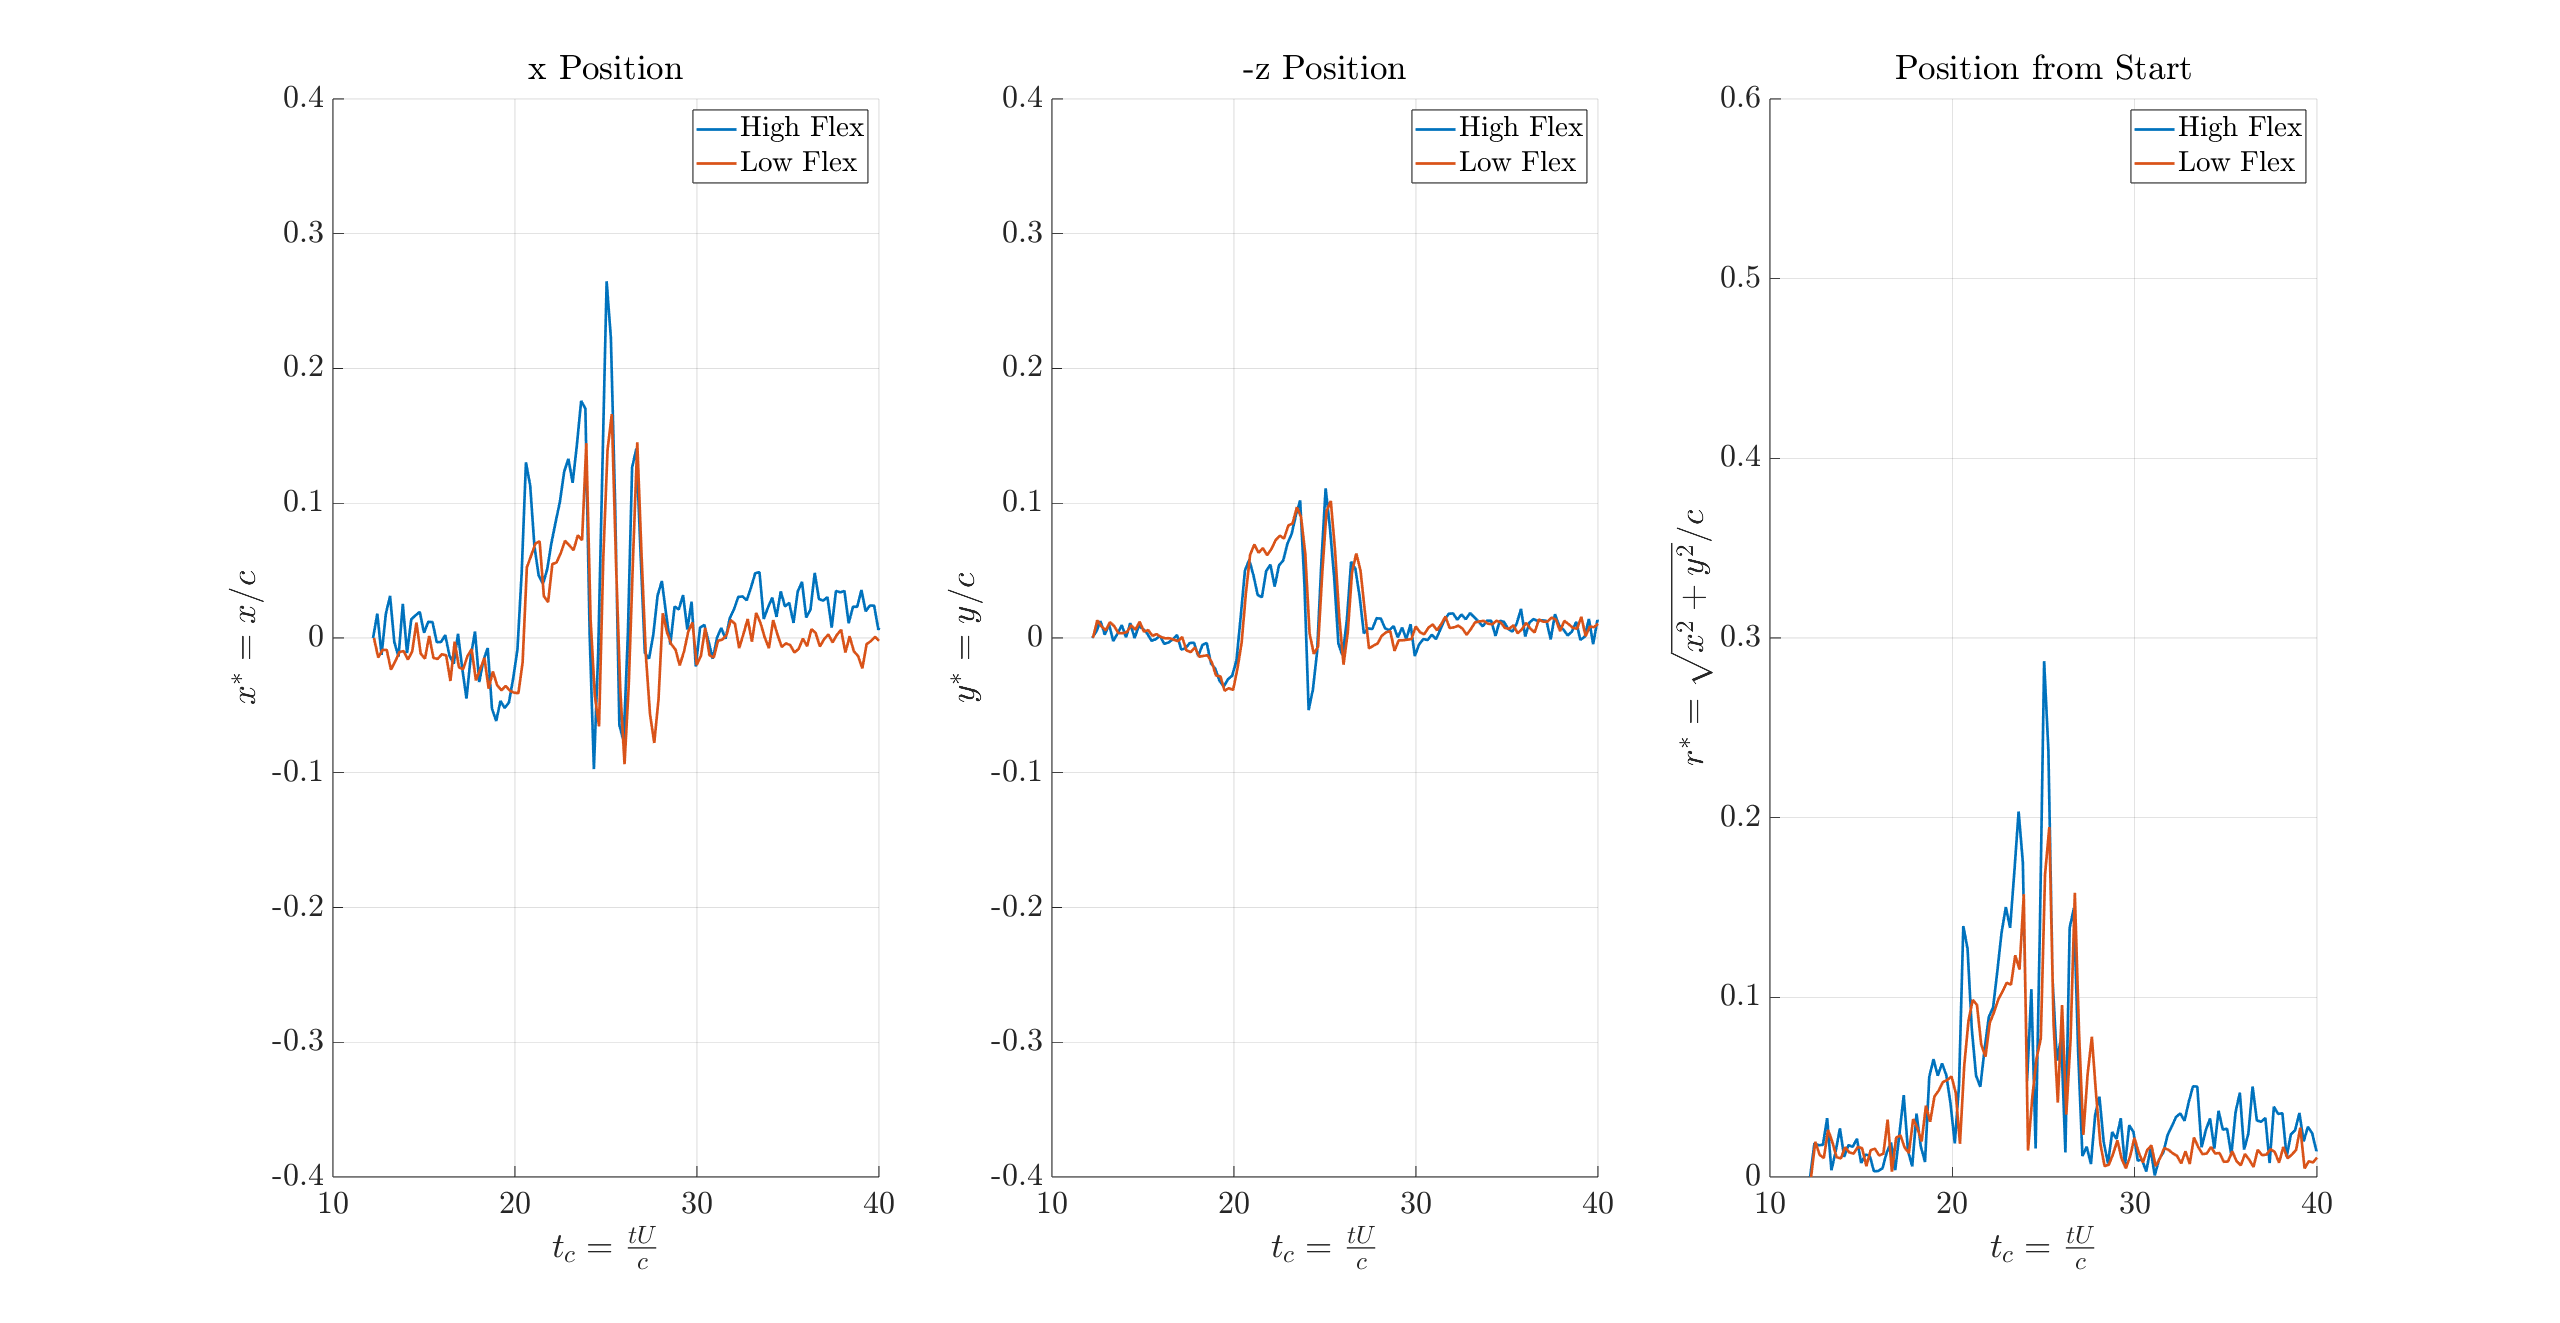 x Position
0.4
0.3
0.2
0.1
0
-0.1
-0.2
-0.3
-0.4
10 20 30 40
x* = x/c
t_c = tU/c
High Flex
Low Flex
-z Position
0.4
0.3
0.2
0.1
0
-0.1
-0.2
-0.3
-0.4
10 20 30 40
y* = y/c
t_c = tU/c
High Flex
Low Flex
Position from Start
0.6
0.5
0.4
0.3
0.2
0.1
0
10 20 30 40
r* = √x² + y²/c
t_c = tU/c
High Flex
Low Flex